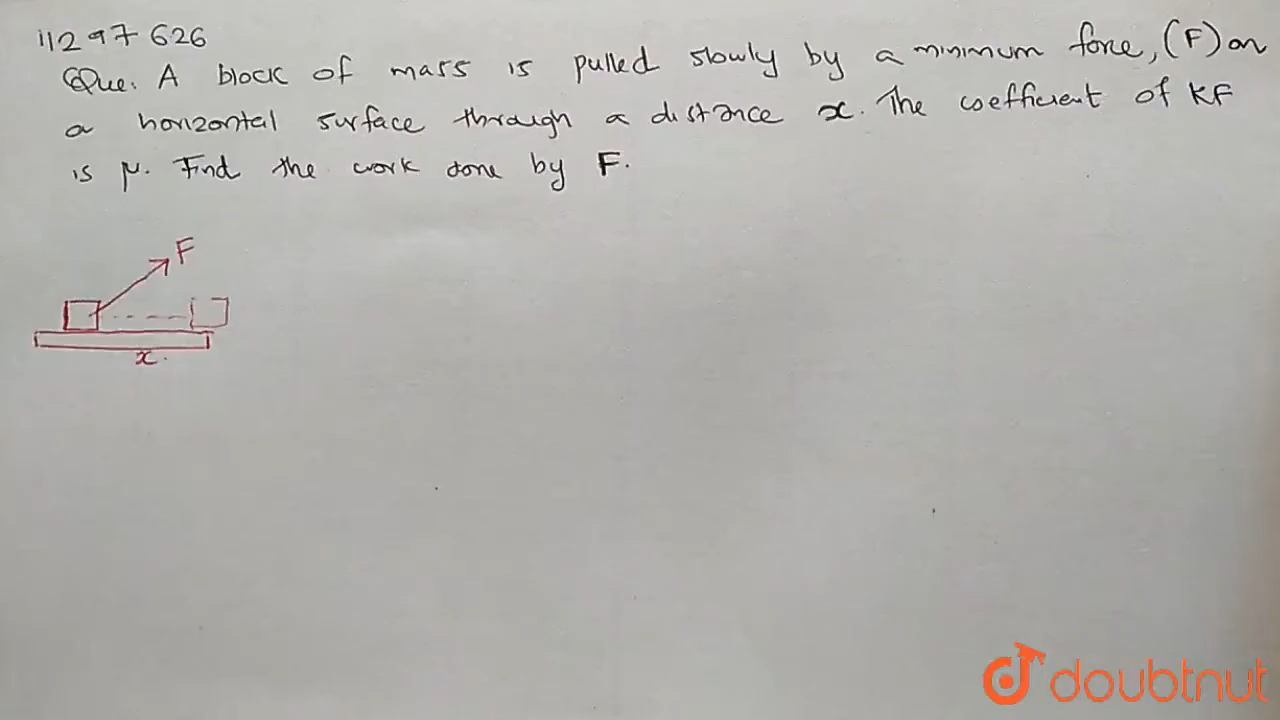 11297626
Que. A block of mass is pulled slowly by a minimum force, (F) on
a horizontal surface through a distance x. The coefficient of KF
is μ. Find the work done by F.
F
x.
doubtnut